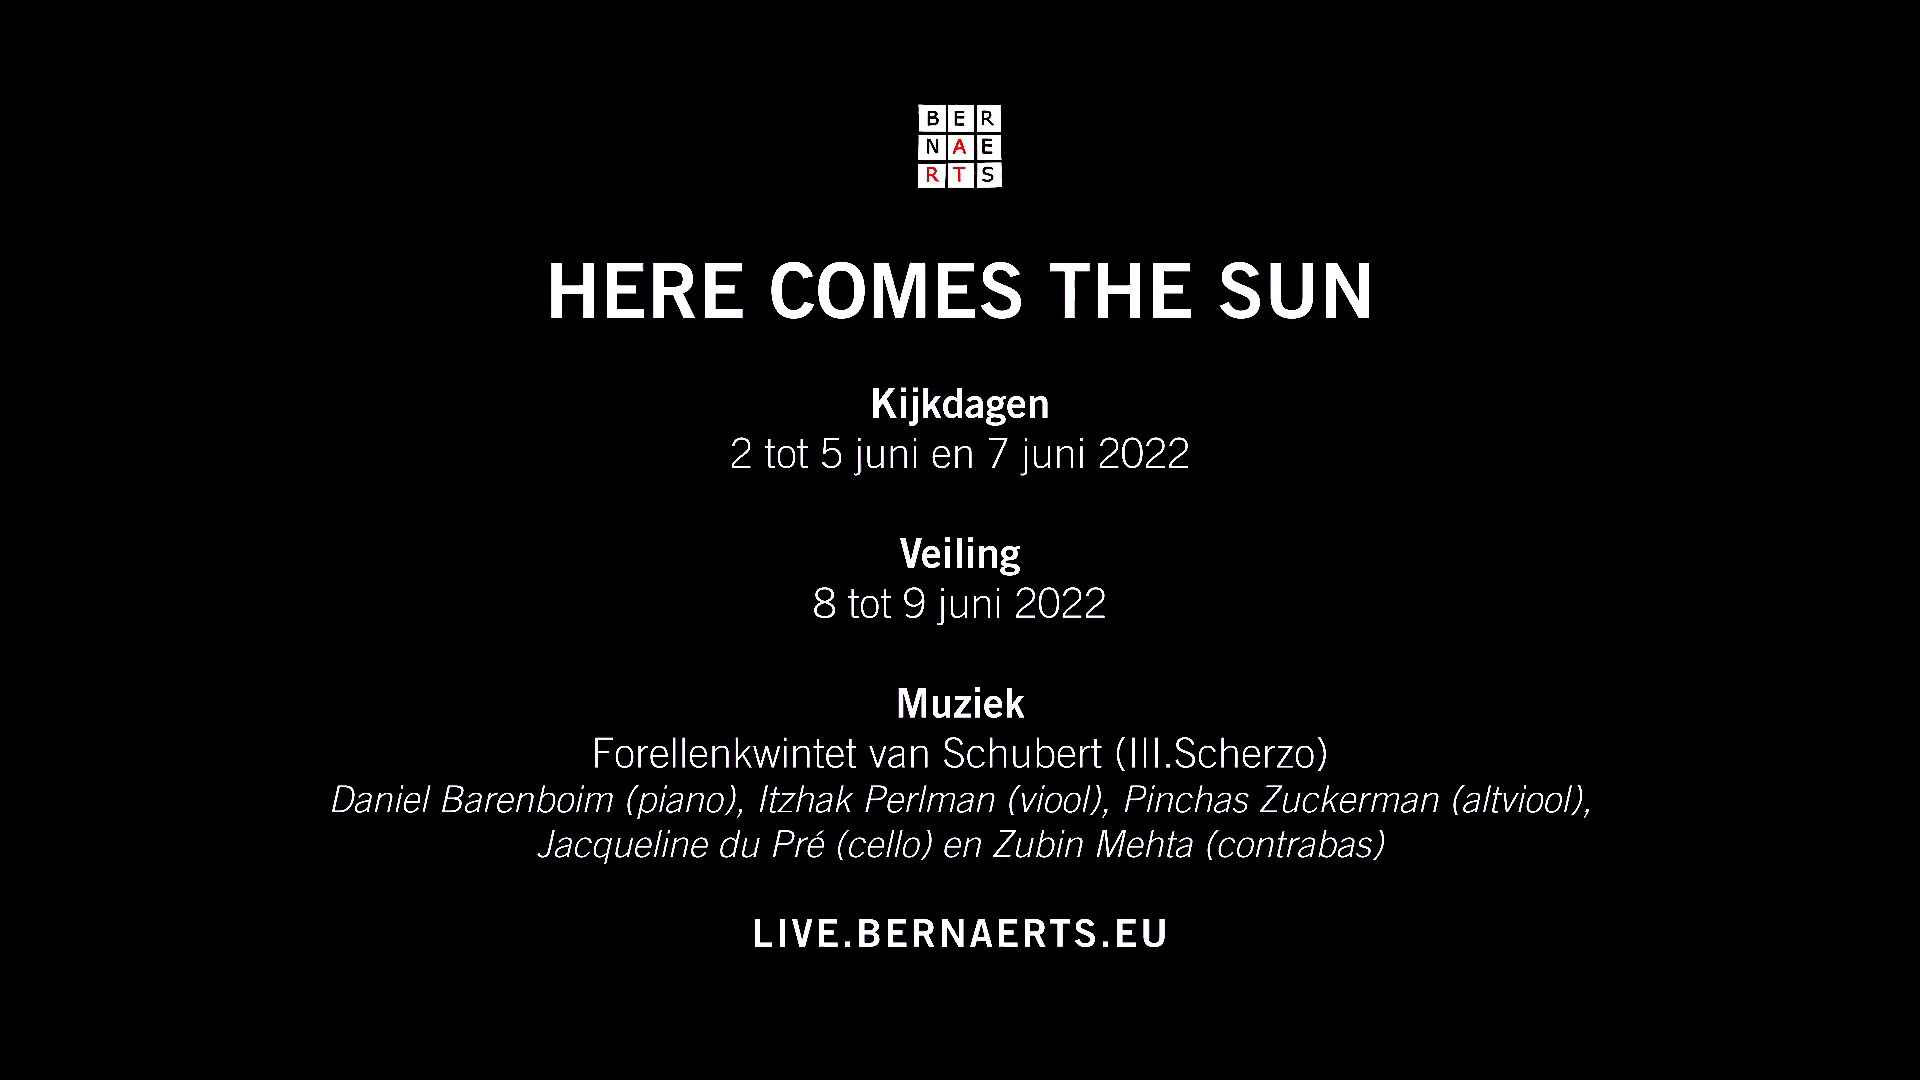 BER
NAE
RTS
HERE COMES THE SUN
Kijkdagen
2 tot 5 juni en 7 juni 2022
Veiling
8 tot 9 juni 2022
Muziek
Forellenkwintet van Schubert (III.Scherzo)
Daniel Barenboim (piano), Itzhak Perlman (viool), Pinchas Zuckerman (altviool),
Jacqueline du Pré (cello) en Zubin Mehta (contrabas)
LIVE.BERNAERTS.EU